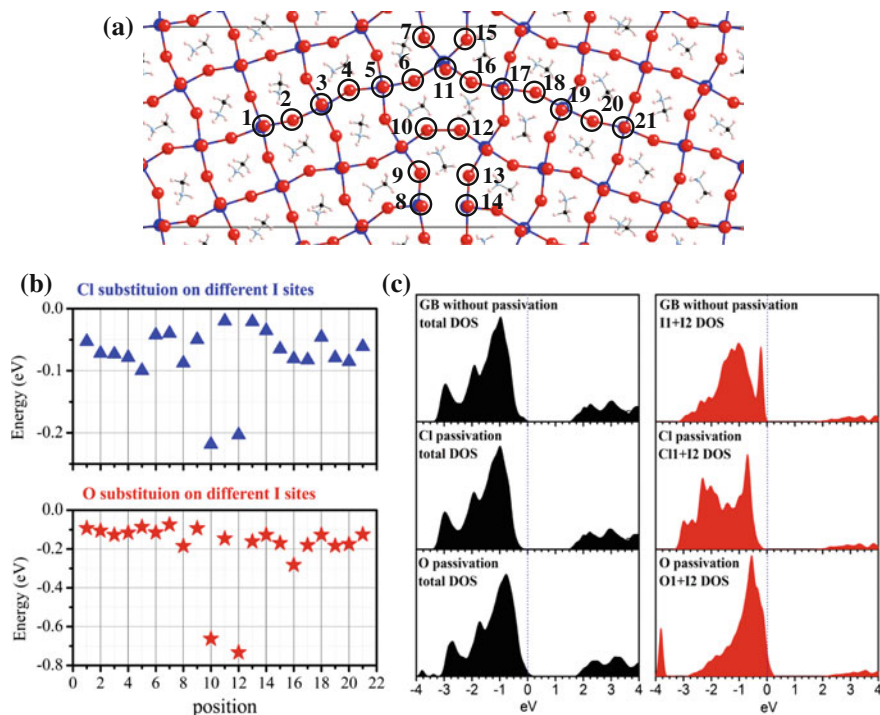 (a)
7
15
1
2
3
4
5
6
11
16
17
18
19
20
21
10
12
9
13
8
14
(b)
Cl substituion on different I sites
0.0
-0.1
-0.2
Energy (eV)
O substituion on different I sites
0.0
-0.2
-0.4
-0.6
-0.8
Energy (eV)
0 2 4 6 8 10 12 14 16 18 20 22
position
(c)
GB without passivation
total DOS
GB without passivation
I1+I2 DOS
Cl passivation
total DOS
Cl passivation
Cl1+I2 DOS
O passivation
total DOS
O passivation
O1+I2 DOS
-4 -3 -2 -1 0 1 2 3 4
eV
-4 -3 -2 -1 0 1 2 3 4
eV